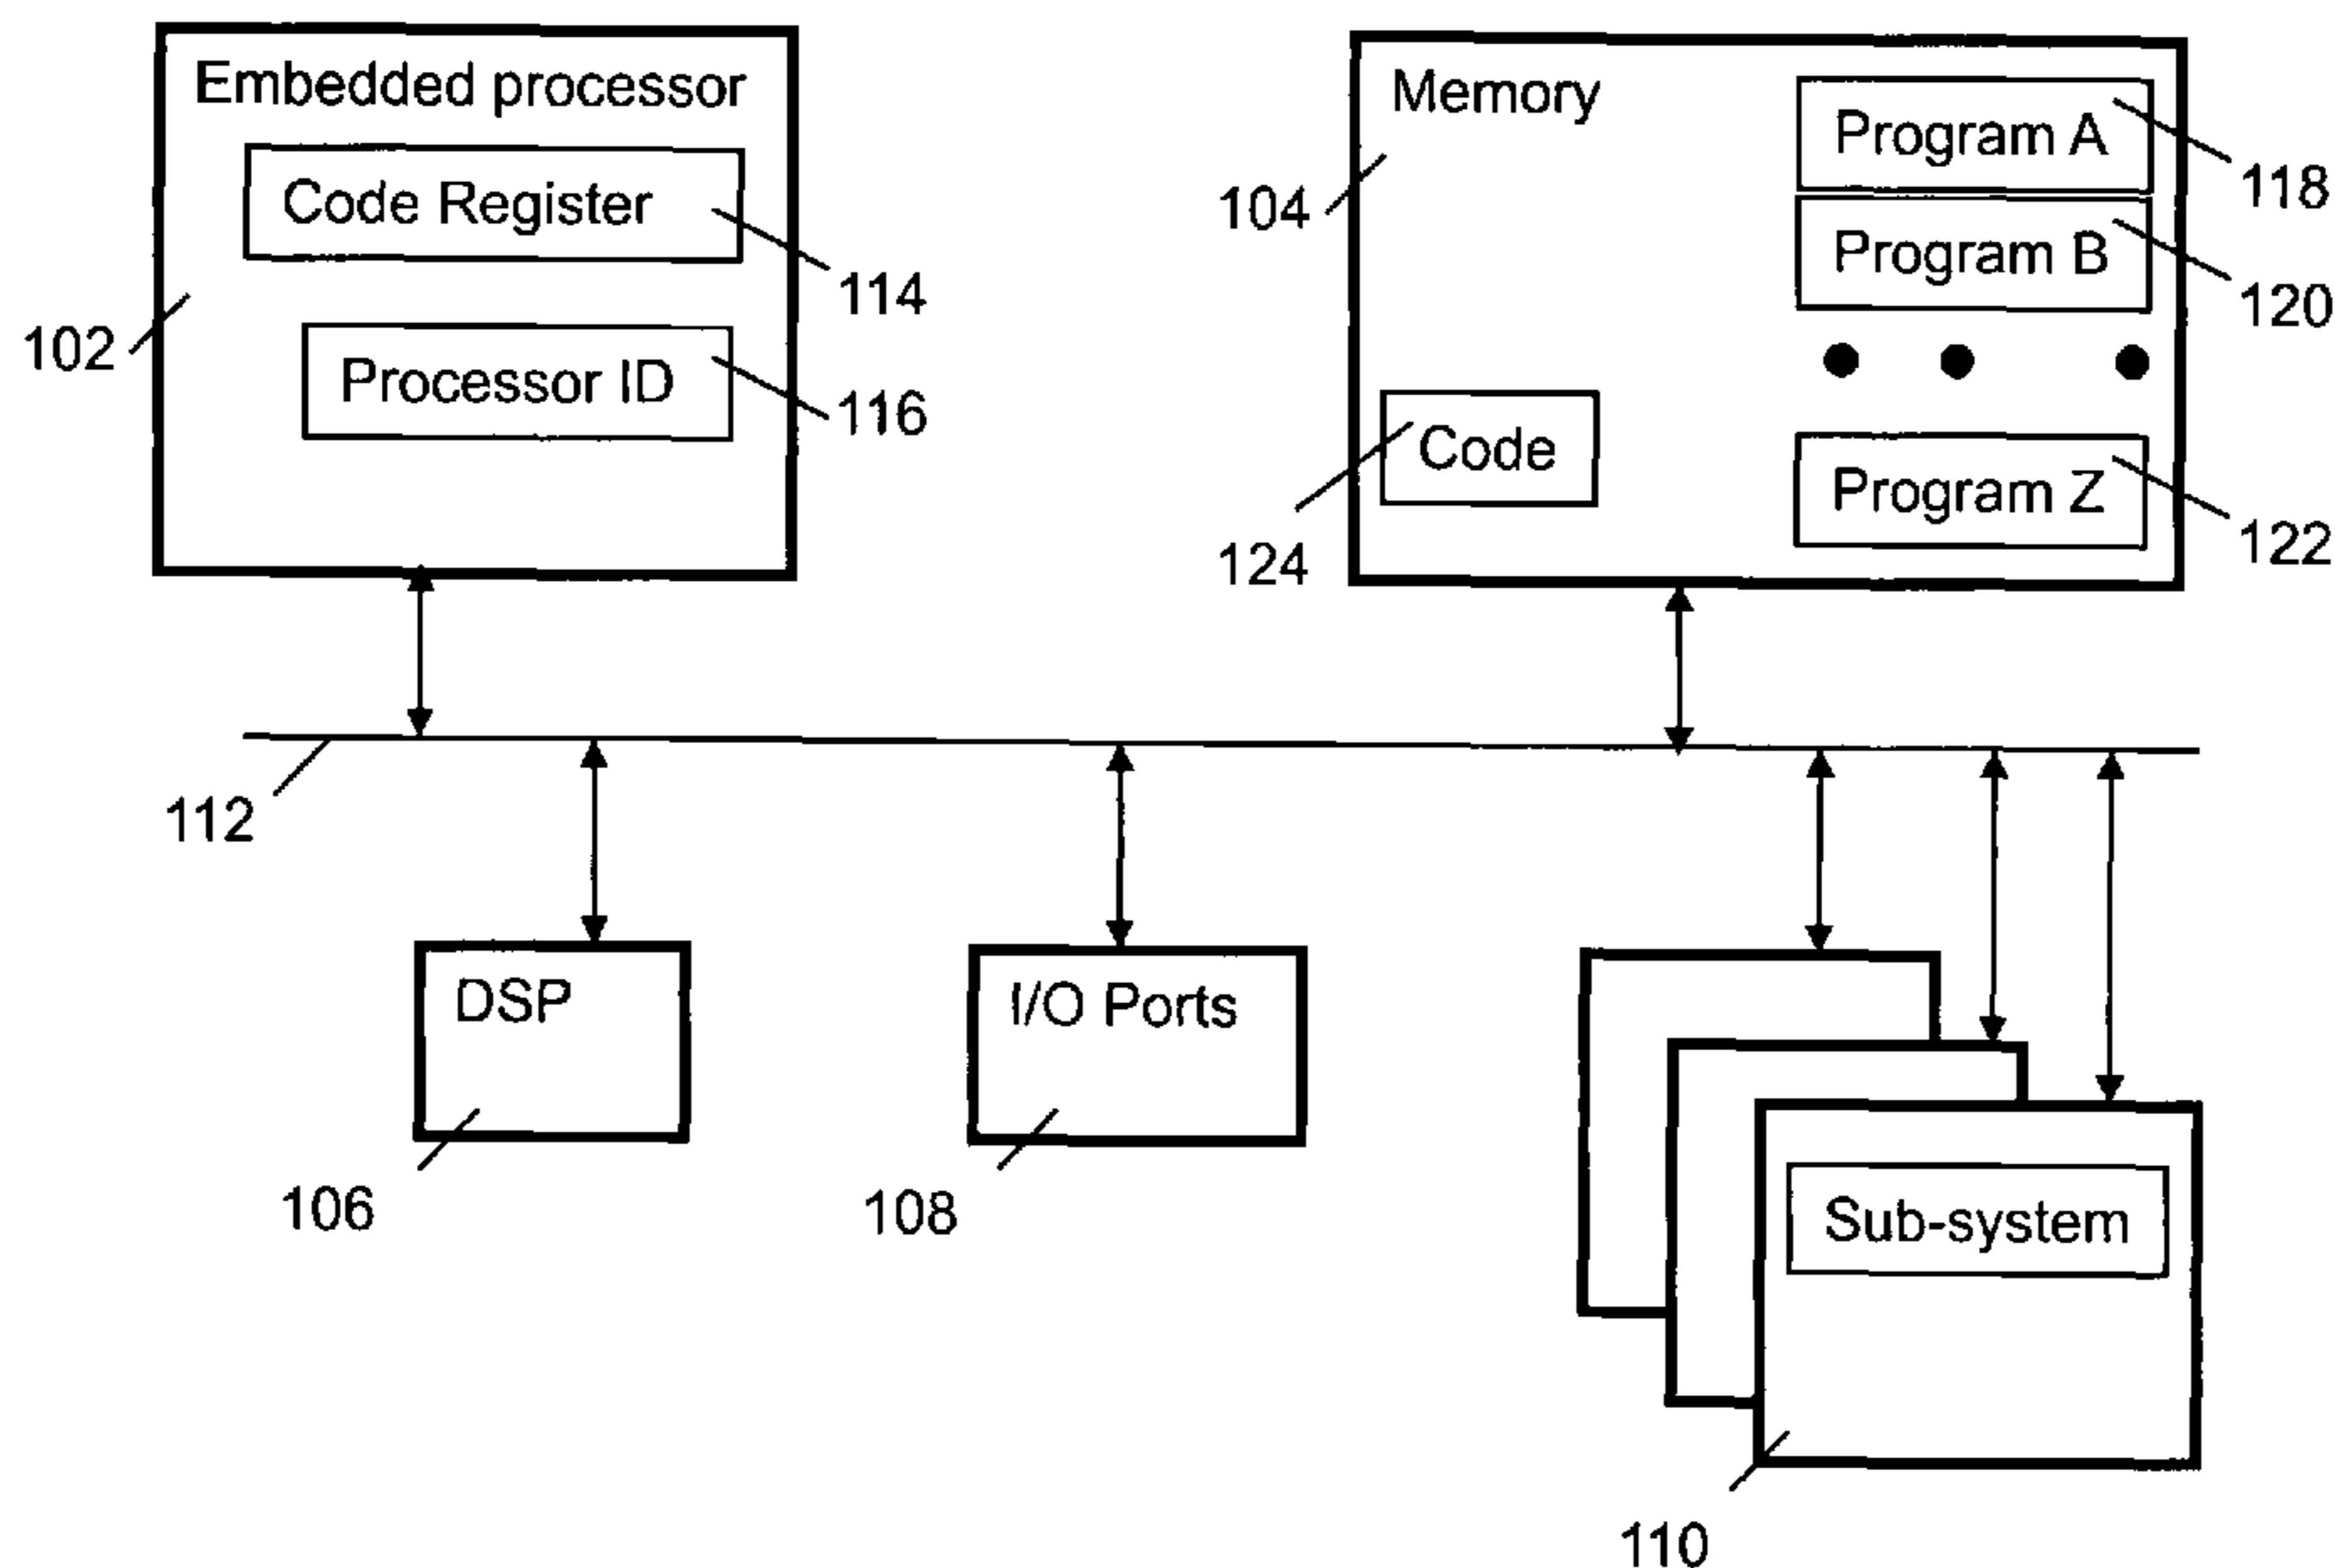 Embedded processor
Code Register
114
102
Processor ID
116
Memory
Program A
104
118
Program B
120
Code
124
Program Z
122
112
DSP
106
I/O Ports
108
Sub-system
110